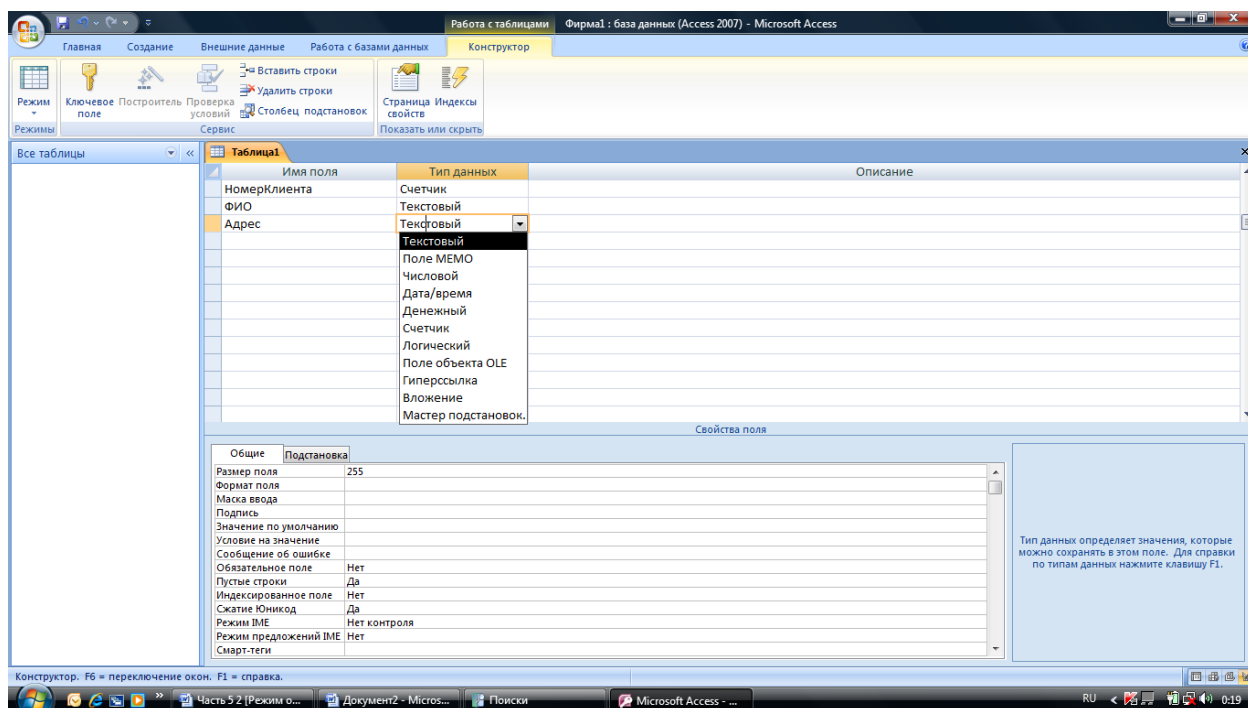 Работа с таблицами Фирма1 : база данных (Access 2007) - Microsoft Access
Главная Создание Внешние данные Работа с базами данных Конструктор
Режим
Ключевое поле
Построитель
Проверка условий
Вставить строки
Удалить строки
Столбец подстановок
Страница свойств
Индексы
Режимы Сервис Показать или скрыть
Все таблицы «
Таблица1 x
Имя поля Тип данных Описание
НомерКлиента Счетчик
ФИО Текстовый
Адрес Текстовый
Текстовый
Поле МЕМО
Числовой
Дата/время
Денежный
Счетчик
Логический
Поле объекта OLE
Гиперссылка
Вложение
Мастер подстановок.
Свойства поля
Общие Подстановка
Размер поля 255
Формат поля
Маска ввода
Подпись
Значение по умолчанию
Условие на значение
Сообщение об ошибке
Обязательное поле Нет
Пустые строки Да
Индексированное поле Нет
Сжатие Юникод Да
Режим IME Нет контроля
Режим предложений IME Нет
Смарт-теги
Тип данных определяет значения, которые
можно сохранять в этом поле. Для справки
по типам данных нажмите клавишу F1.
Конструктор. F6 = переключение окон. F1 = справка.
» Часть 5 2 [Режим о... Документ2 - Micros... Поиски Microsoft Access - ... RU 0:19